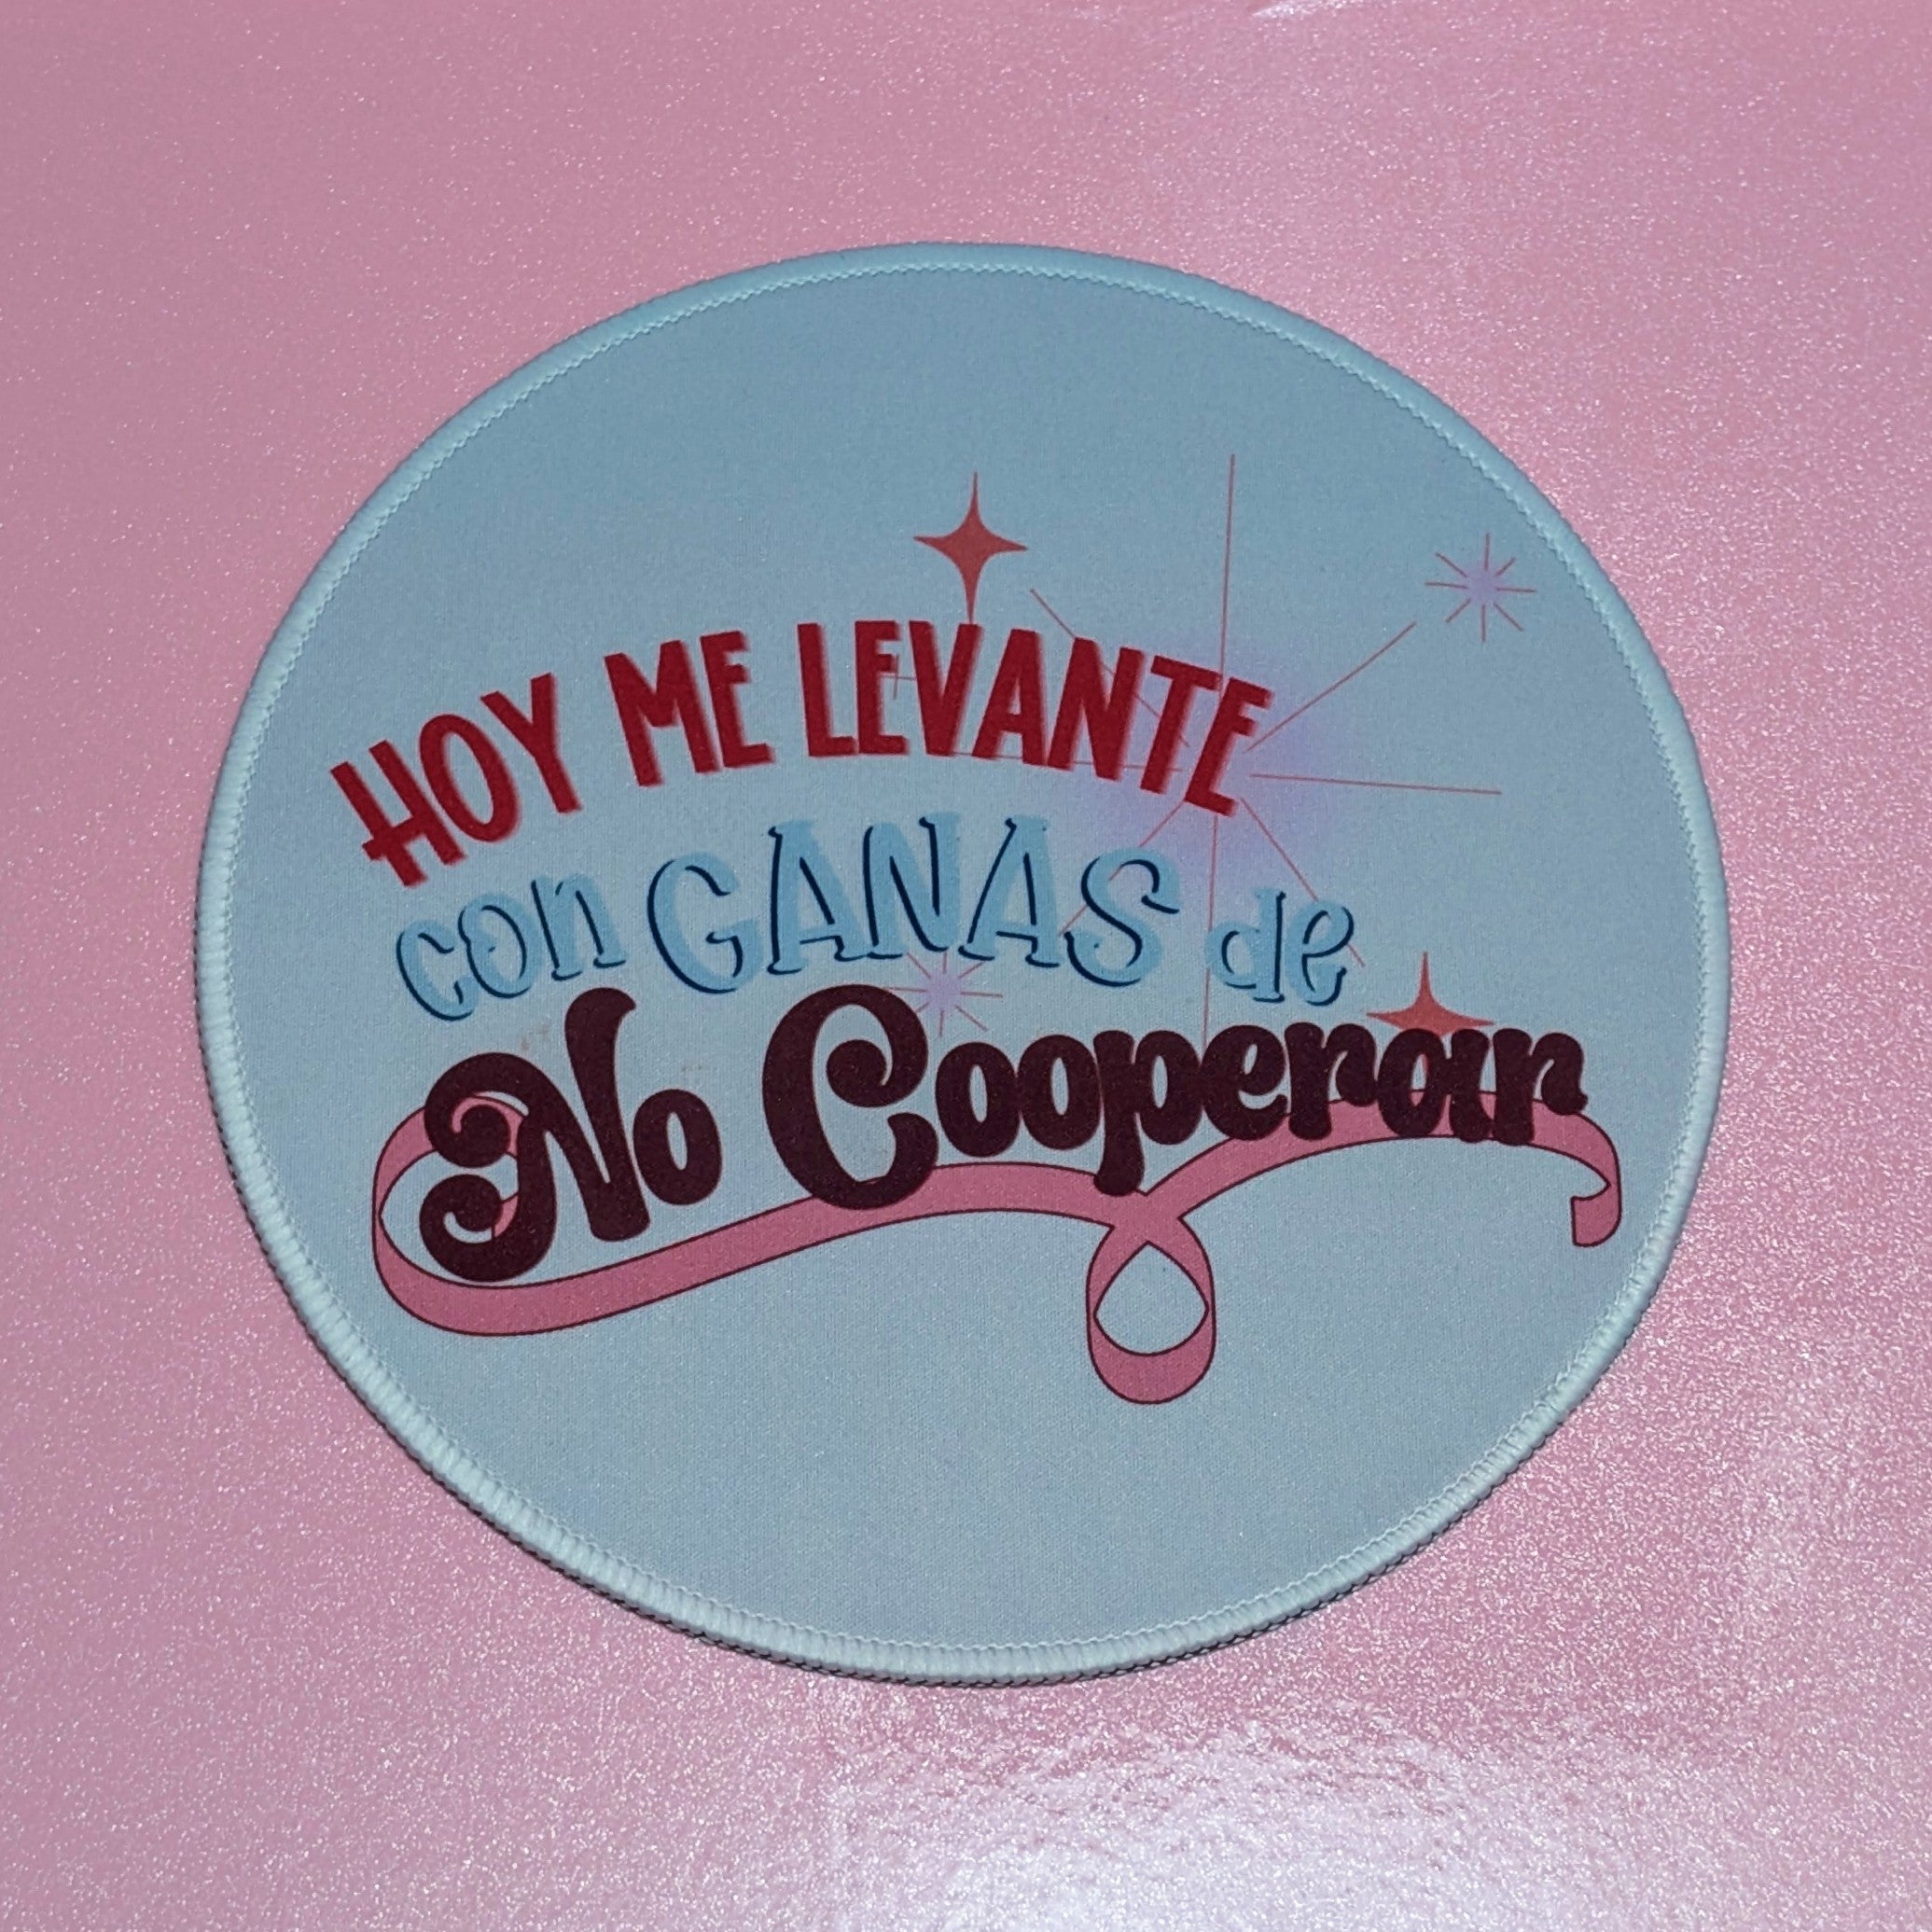 HOY ME LEVANTE
con GANAS de
No Cooperar